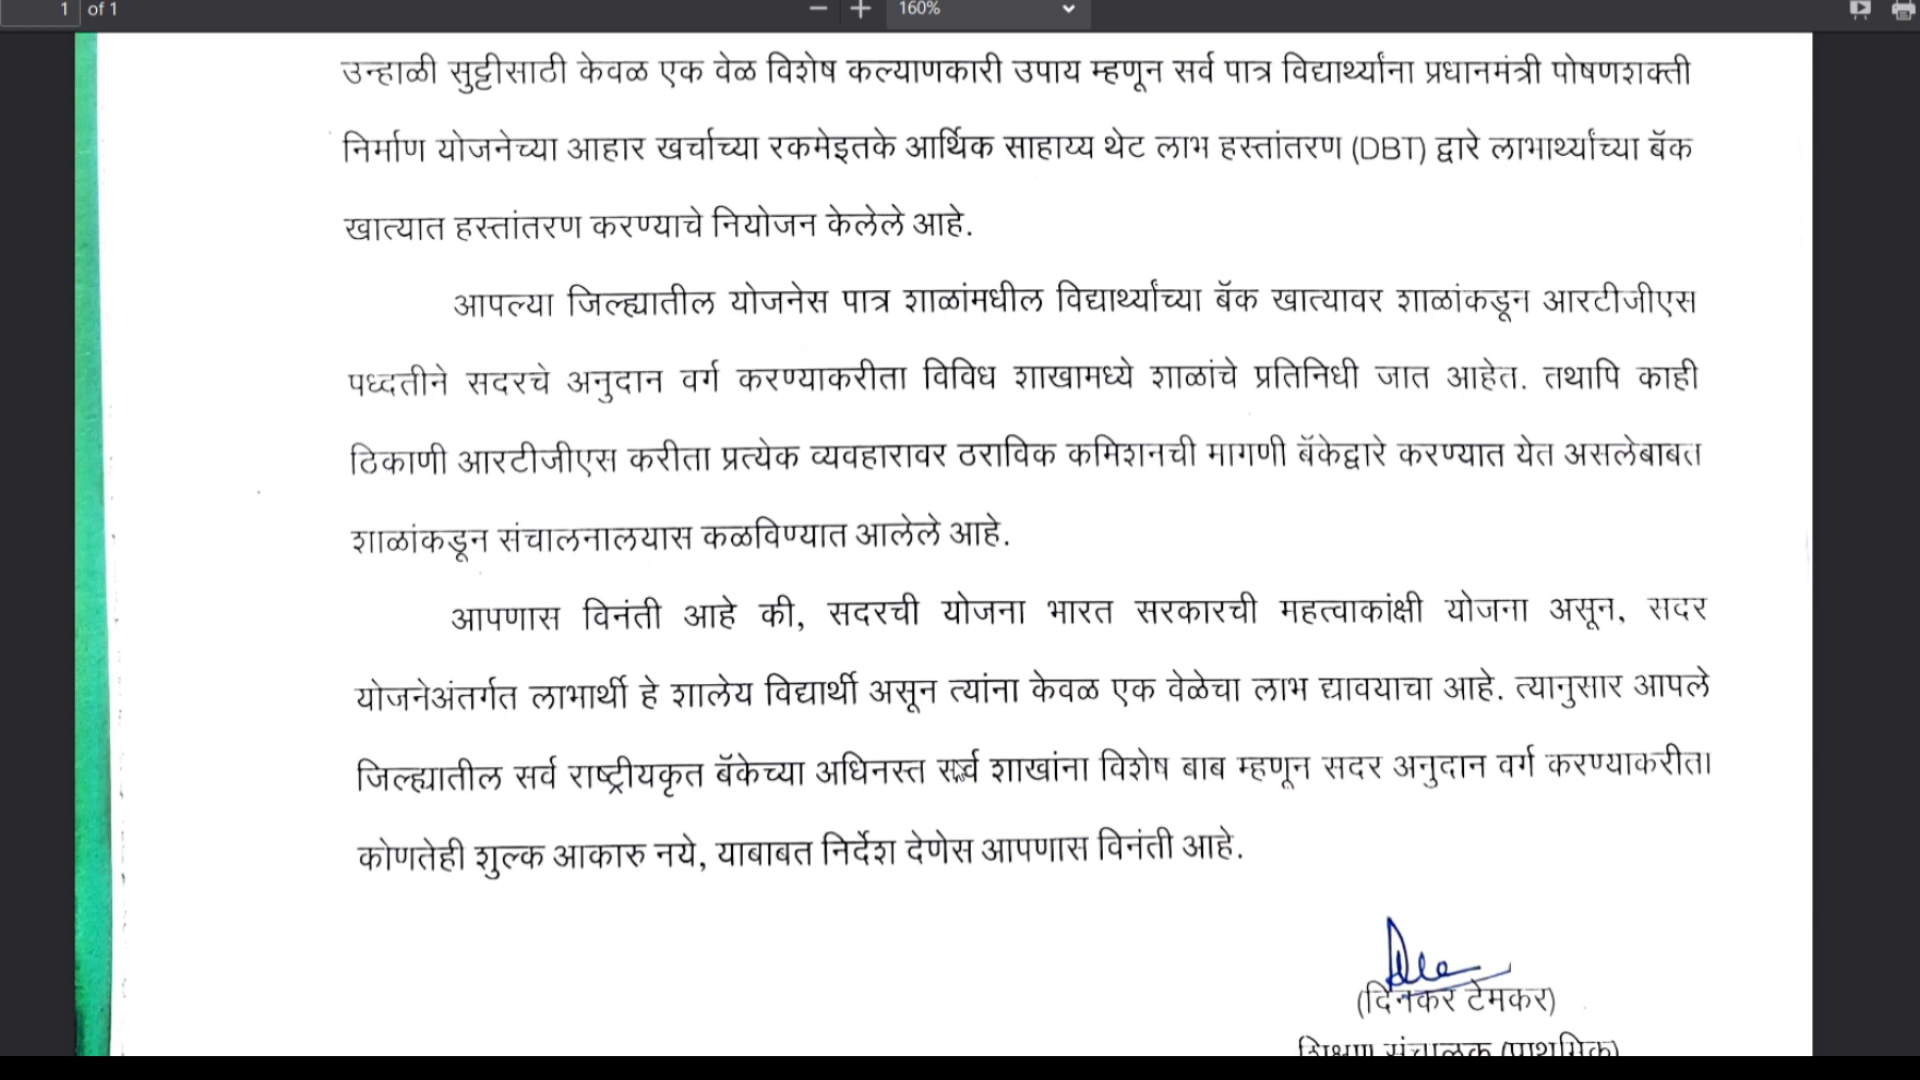 1 of 1 160%
उन्हाळी सुट्टीसाठी केवळ एक वेळ विशेष कल्याणकारी उपाय म्हणून सर्व पात्र विद्यार्थ्यांना प्रधानमंत्री पोषणशक्ती
निर्माण योजनेच्या आहार खर्चाच्या रकमेइतके आर्थिक साहाय्य थेट लाभ हस्तांतरण (DBT) द्वारे लाभार्थ्यांच्या बॅक
खात्यात हस्तांतरण करण्याचे नियोजन केलेले आहे.
आपल्या जिल्ह्यातील योजनेस पात्र शाळांमधील विद्यार्थ्यांच्या बॅक खात्यावर शाळांकडून आरटीजीएस
पध्दतीने सदरचे अनुदान वर्ग करण्याकरीता विविध शाखामध्ये शाळांचे प्रतिनिधी जात आहेत. तथापि काही
ठिकाणी आरटीजीएस करीता प्रत्येक व्यवहारावर ठराविक कमिशनची मागणी बॅकेद्वारे करण्यात येत असलेबाबत
शाळांकडून संचालनालयास कळविण्यात आलेले आहे.
आपणास विनंती आहे की, सदरची योजना भारत सरकारची महत्वाकांक्षी योजना असून, सदर
योजनेअंतर्गत लाभार्थी हे शालेय विद्यार्थी असून त्यांना केवळ एक वेळेचा लाभ द्यावयाचा आहे. त्यानुसार आपले
जिल्ह्यातील सर्व राष्ट्रीयकृत बॅकेच्या अधिनस्त सर्व शाखांना विशेष बाब म्हणून सदर अनुदान वर्ग करण्याकरीता
कोणतेही शुल्क आकारु नये, याबाबत निर्देश देणेस आपणास विनंती आहे.
(दिनकर टेमकर)
शिक्षण संचालक (प्राथमिक)